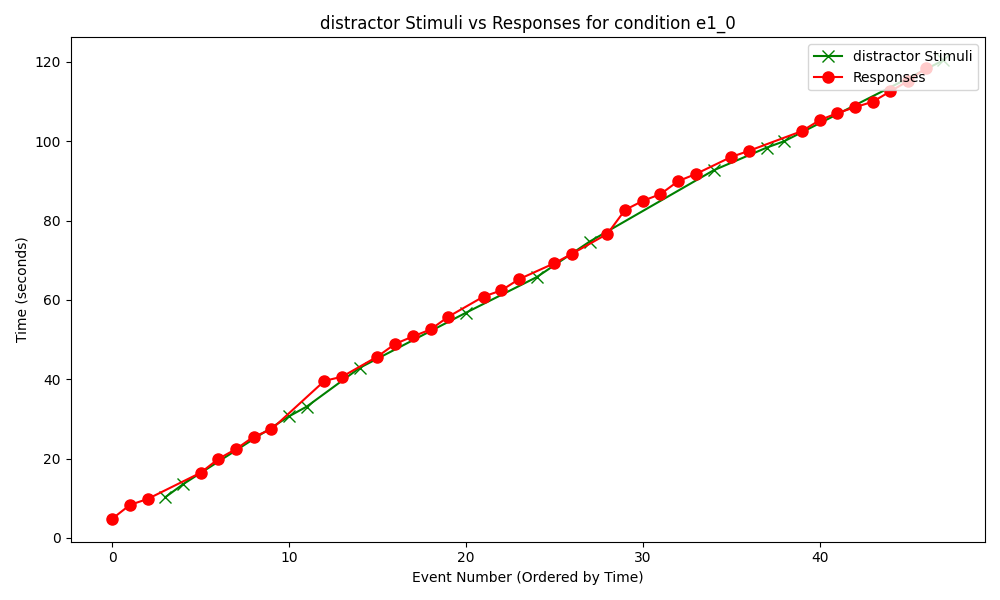 distractor Stimuli vs Responses for condition e1_0
distractor Stimuli
Responses
120
100
80
60
40
20
0
Time (seconds)
0 10 20 30 40
Event Number (Ordered by Time)